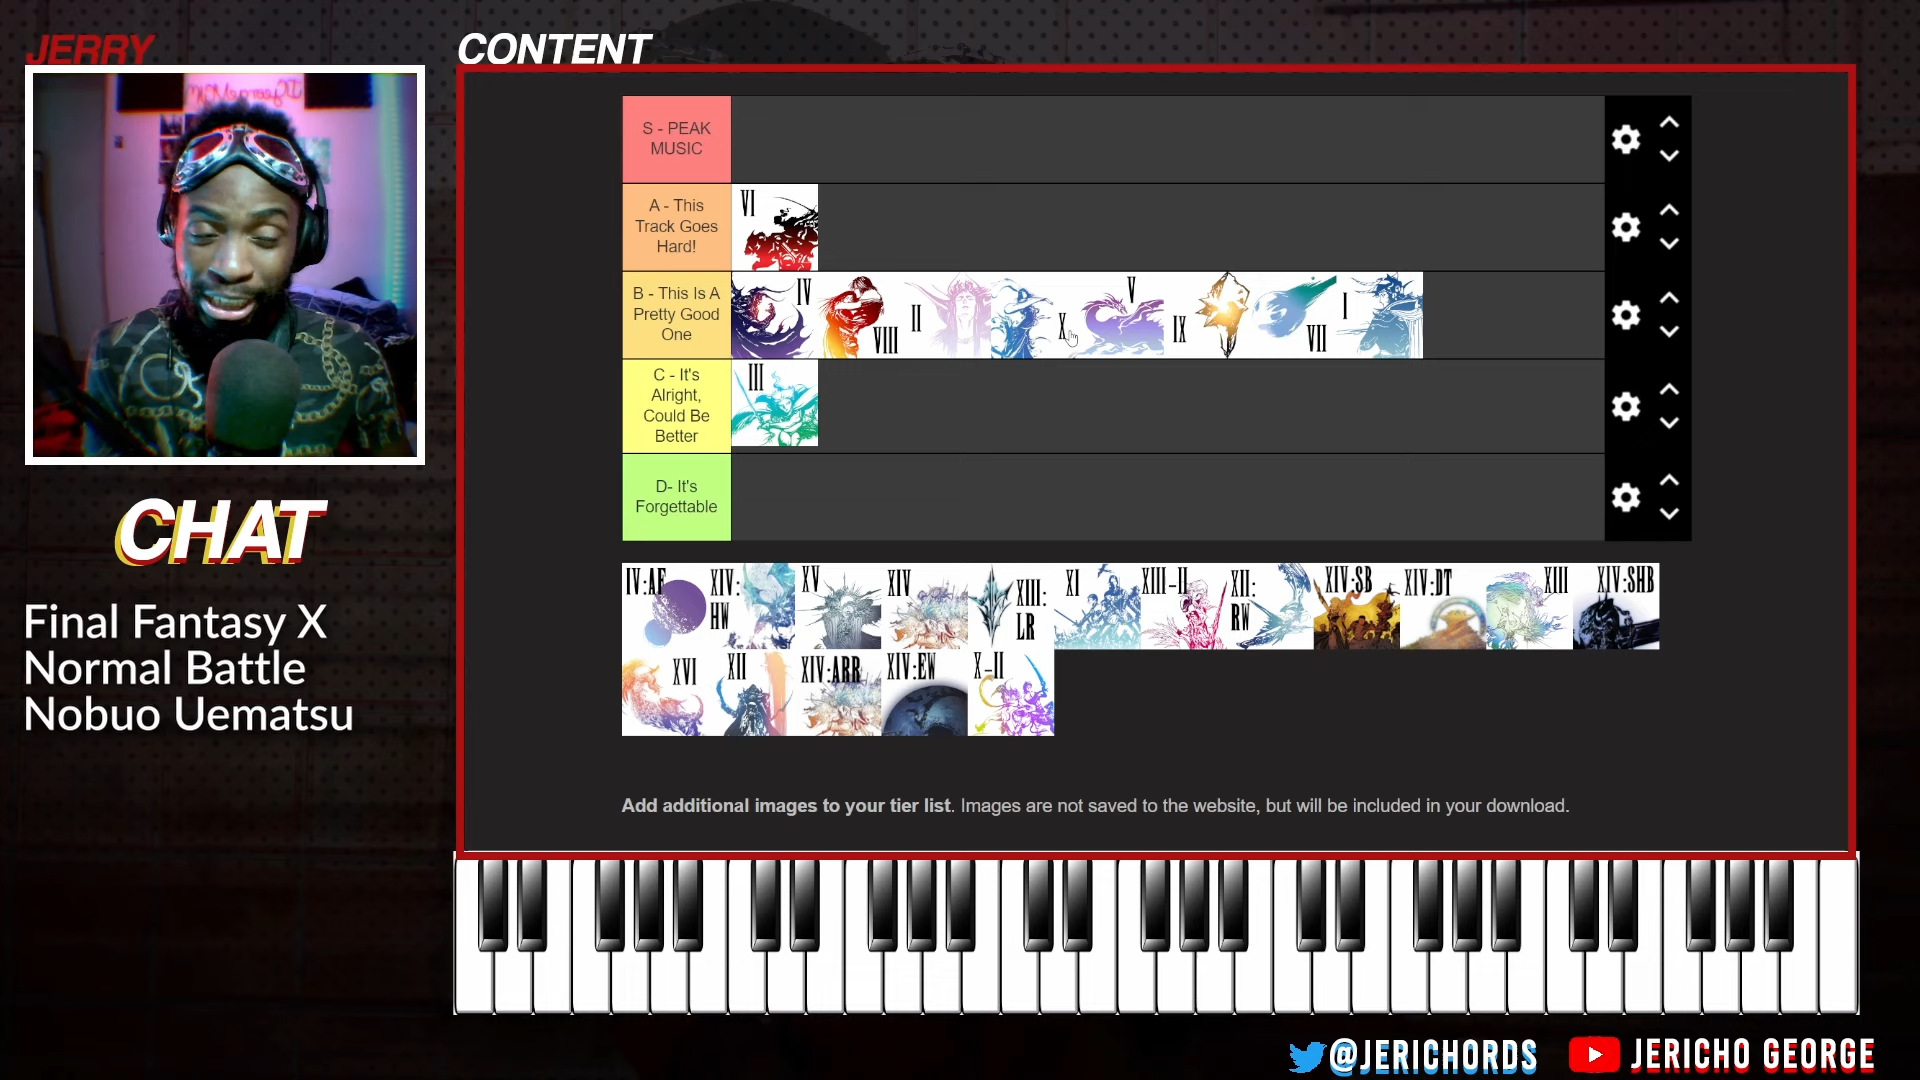 JERRY
CONTENT
S - PEAK
MUSIC
A - This
Track Goes
Hard!
VI
B - This Is A
Pretty Good
One
IV
VIII
II
X
V
IX
VII
I
C - It's
Alright,
Could Be
Better
III
D- It's
Forgettable
CHAT
Final Fantasy X
Normal Battle
Nobuo Uematsu
IV:AF
XIV:
HW
XV
XIV
XIII:
LR
XI
XIII-II
XII:
RW
XIV:SB
XIV:DT
XIII
XIV:SHB
XVI
XII
XIV:ARR
XIV:EW
X-II
Add additional images to your tier list. Images are not saved to the website, but will be included in your download.
@JERICHORDS
JERICHO GEORGE